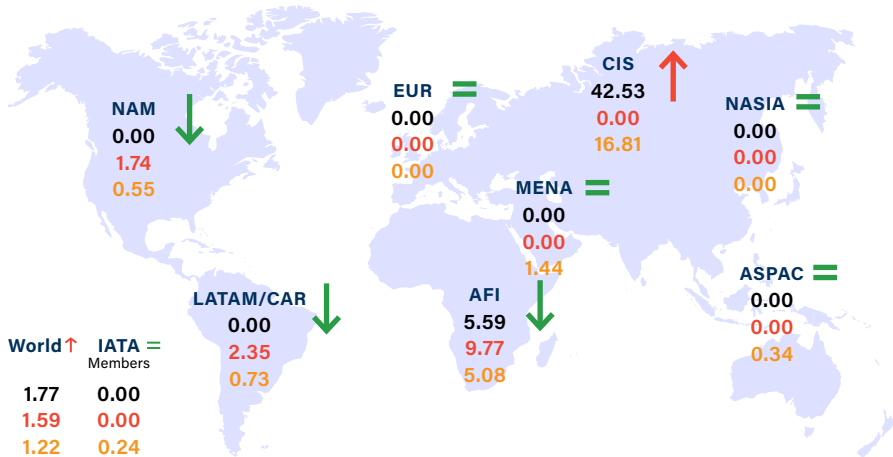 NAM
0.00
1.74
0.55
EUR =
0.00
0.00
0.00
CIS ↑
42.53
0.00
16.81
NASIA =
0.00
0.00
0.00
MENA =
0.00
0.00
1.44
LATAM/CAR
0.00
2.35
0.73
AFI
5.59
9.77
5.08
ASPAC =
0.00
0.00
0.34
World↑ IATA =
Members
1.77 0.00
1.59 0.00
1.22 0.24